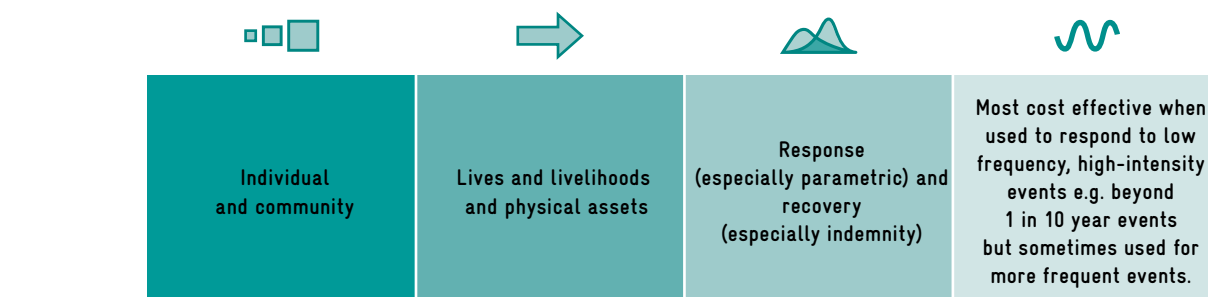 Individual
and community
Lives and livelihoods
and physical assets
Response
(especially parametric) and
recovery
(especially indemnity)
Most cost effective when
used to respond to low
frequency, high-intensity
events e.g. beyond
1 in 10 year events
but sometimes used for
more frequent events.